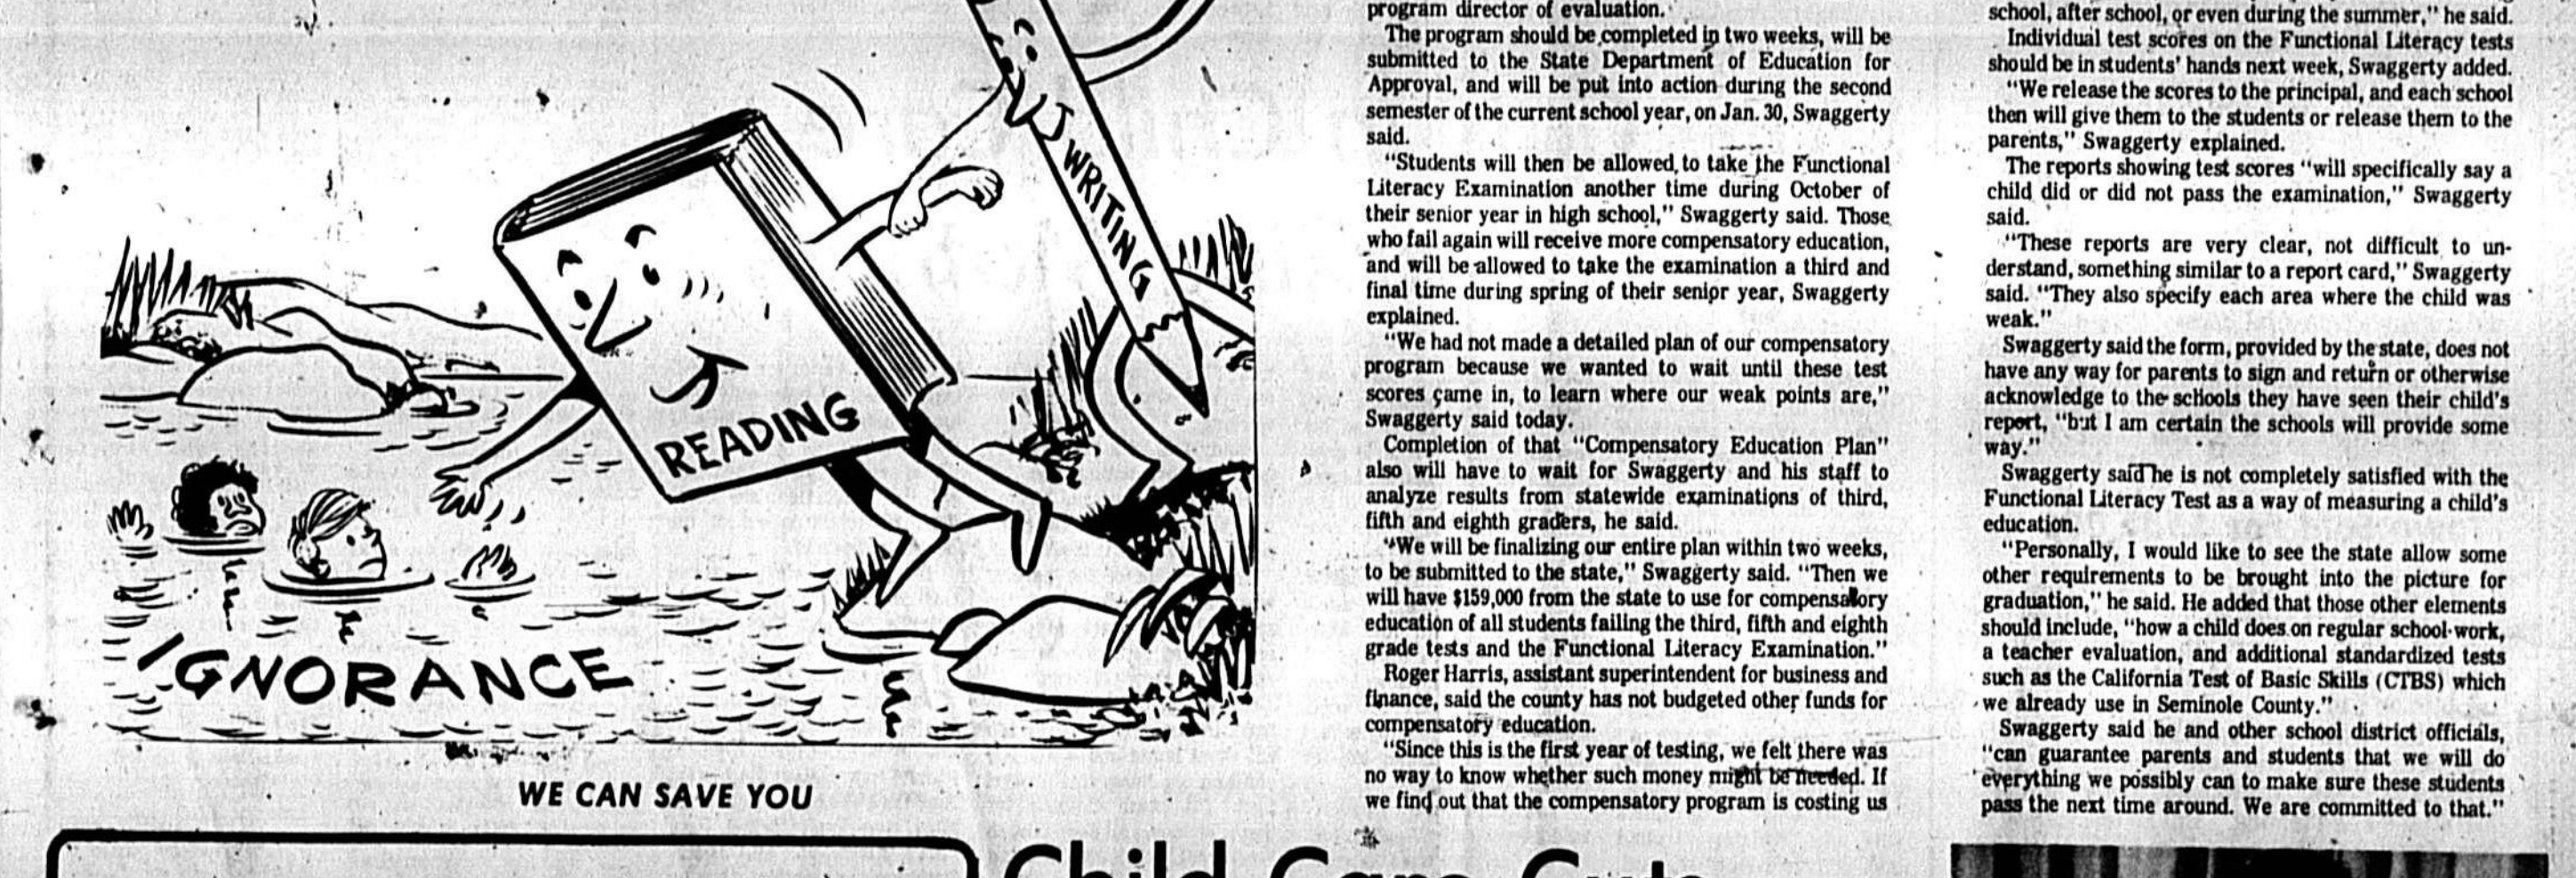 WRITING
READING
IGNORANCE
WE CAN SAVE YOU
program director of evaluation.
The program should be completed in two weeks, will be
submitted to the State Department of Education for
Approval, and will be put into action during the second
semester of the current school year, on Jan. 30, Swaggerty
said.
"Students will then be allowed to take the Functional
Literacy Examination another time during October of
their senior year in high school," Swaggerty said. Those
who fail again will receive more compensatory education,
and will be allowed to take the examination a third and
final time during spring of their senior year, Swaggerty
explained.
"We had not made a detailed plan of our compensatory
program because we wanted to wait until these test
scores came in, to learn where our weak points are,"
Swaggerty said today.
Completion of that "Compensatory Education Plan"
also will have to wait for Swaggerty and his staff to
analyze results from statewide examinations of third,
fifth and eighth graders, he said.
"We will be finalizing our entire plan within two weeks,
to be submitted to the state," Swaggerty said. "Then we
will have $159,000 from the state to use for compensatory
education of all students failing the third, fifth and eighth
grade tests and the Functional Literacy Examination."
Roger Harris, assistant superintendent for business and
finance, said the county has not budgeted other funds for
compensatory education.
"Since this is the first year of testing, we felt there was
no way to know whether such money might be needed. If
we find out that the compensatory program is costing us
school, after school, or even during the summer," he said.
Individual test scores on the Functional Literacy tests
should be in students' hands next week, Swaggerty added.
"We release the scores to the principal, and each school
then will give them to the students or release them to the
parents," Swaggerty explained.
The reports showing test scores "will specifically say a
child did or did not pass the examination," Swaggerty
said.
"These reports are very clear, not difficult to un-
derstand, something similar to a report card," Swaggerty
said. "They also specify each area where the child was
weak."
Swaggerty said the form, provided by the state, does not
have any way for parents to sign and return or otherwise
acknowledge to the schools they have seen their child's
report, "but I am certain the schools will provide some
way."
Swaggerty said he is not completely satisfied with the
Functional Literacy Test as a way of measuring a child's
education.
"Personally, I would like to see the state allow some
other requirements to be brought into the picture for
graduation," he said. He added that those other elements
should include, "how a child does on regular school work,
a teacher evaluation, and additional standardized tests
such as the California Test of Basic Skills (CTBS) which
we already use in Seminole County."
Swaggerty said he and other school district officials,
"can guarantee parents and students that we will do
everything we possibly can to make sure these students
pass the next time around. We are committed to that."
Child Care Cuts